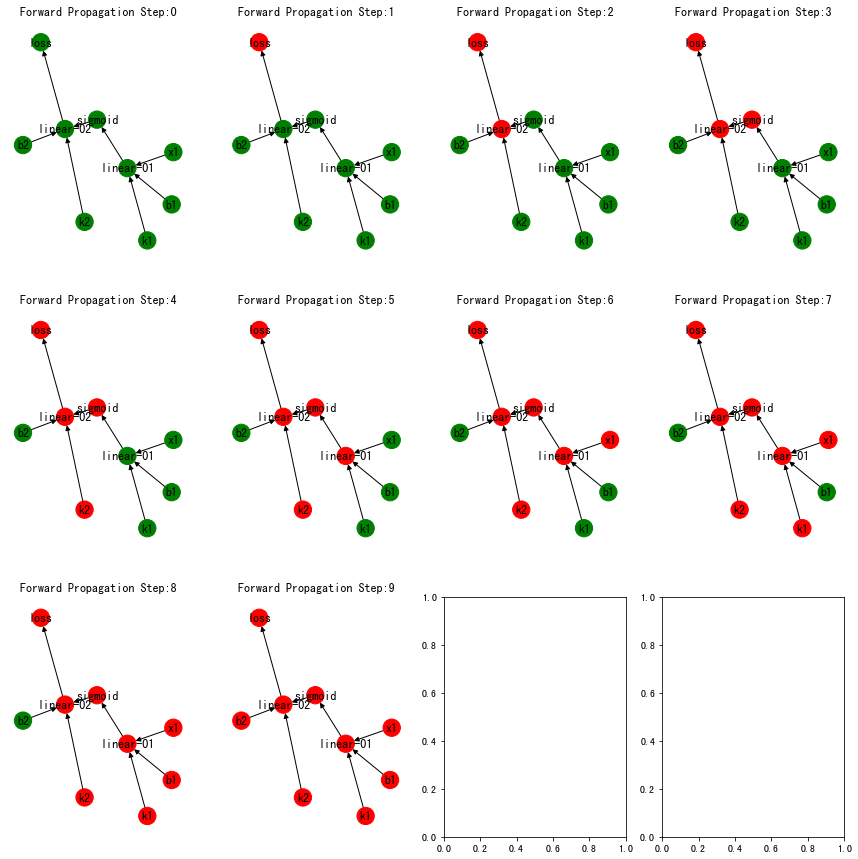 Forward Propagation Step:0
loss
sigmoid
linear-02
b2
x1
linear-01
b1
k2
k1
Forward Propagation Step:1
loss
sigmoid
linear-02
b2
x1
linear-01
b1
k2
k1
Forward Propagation Step:2
loss
sigmoid
linear-02
b2
x1
linear-01
b1
k2
k1
Forward Propagation Step:3
loss
sigmoid
linear-02
b2
x1
linear-01
b1
k2
k1
Forward Propagation Step:4
loss
sigmoid
linear-02
b2
x1
linear-01
b1
k2
k1
Forward Propagation Step:5
loss
sigmoid
linear-02
b2
x1
linear-01
b1
k2
k1
Forward Propagation Step:6
loss
sigmoid
linear-02
b2
x1
linear-01
b1
k2
k1
Forward Propagation Step:7
loss
sigmoid
linear-02
b2
x1
linear-01
b1
k2
k1
Forward Propagation Step:8
loss
sigmoid
linear-02
b2
x1
linear-01
b1
k2
k1
Forward Propagation Step:9
loss
sigmoid
linear-02
b2
x1
linear-01
b1
k2
k1
1.0
0.8
0.6
0.4
0.2
0.0
0.0 0.2 0.4 0.6 0.8 1.0
1.0
0.8
0.6
0.4
0.2
0.0
0.0 0.2 0.4 0.6 0.8 1.0